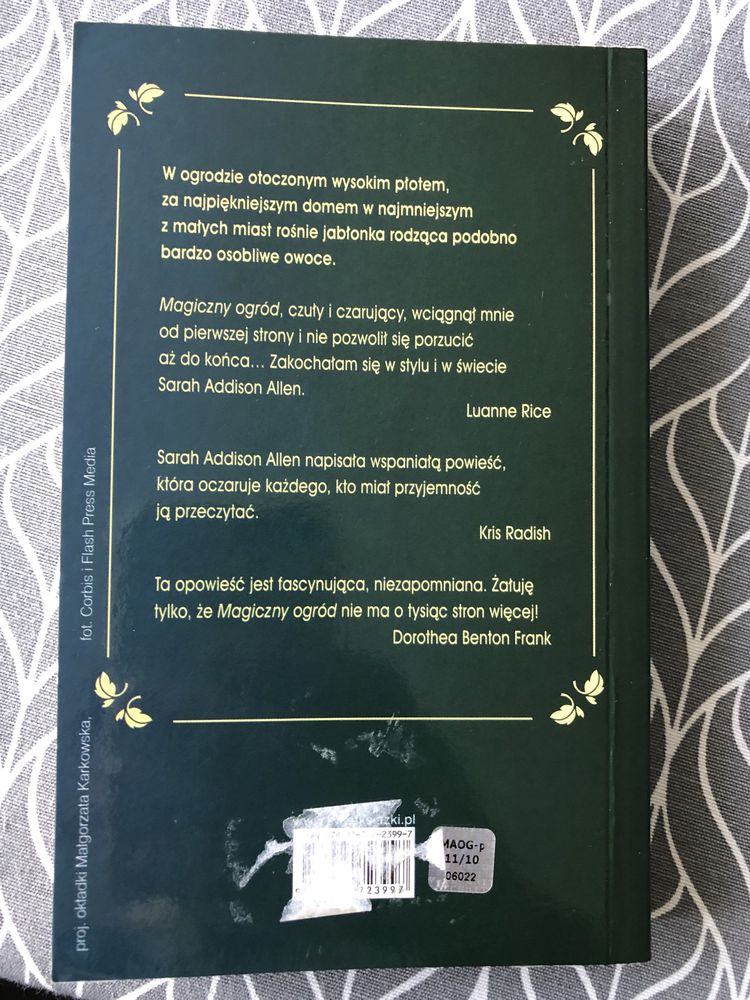 W ogrodzie otoczonym wysokim płotem,
za najpiękniejszym domem w najmniejszym
z małych miast rośnie jabłonka rodząca podobno
bardzo osobliwe owoce.
Magiczny ogród, czuły i czarujący, wciągnął mnie
od pierwszej strony i nie pozwolił się porzucić
aż do końca... Zakochałam się w stylu i w świecie
Sarah Addison Allen.
Luanne Rice
Sarah Addison Allen napisała wspaniałą powieść,
która oczaruje każdego, kto miał przyjemność
ją przeczytać.
Kris Radish
Ta opowieść jest fascynująca, niezapomniana. Żałuję
tylko, że Magiczny ogród nie ma o tysiąc stron więcej!
Dorothea Benton Frank
proj. okładki Małgorzata Karkowska,
fot. Corbis i Flash Press Media
-2399-7
723997
MAOG-p
11/10
06022